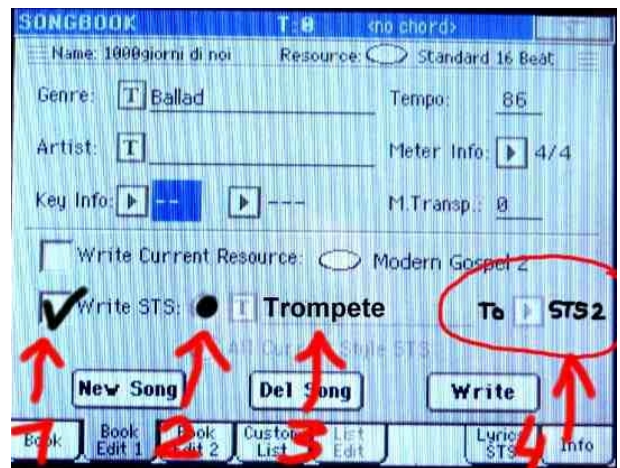 SONGBOOK T:0 <no chord>
Name: 1000giorni di noi Resource: Standard 16 Beat
Genre: T Ballad Tempo: 86
Artist: T Meter Info: 4/4
Key Info: -- --- M.Transp.: 0
Write Current Resource: Modern Gospel 2
Write STS: T Trompete To STS2
All Current Style STS
New Song Del Song Write
1 2 3 4
Book Book Edit 1 Book Edit 2 Custom List List Edit Lyric STS Info